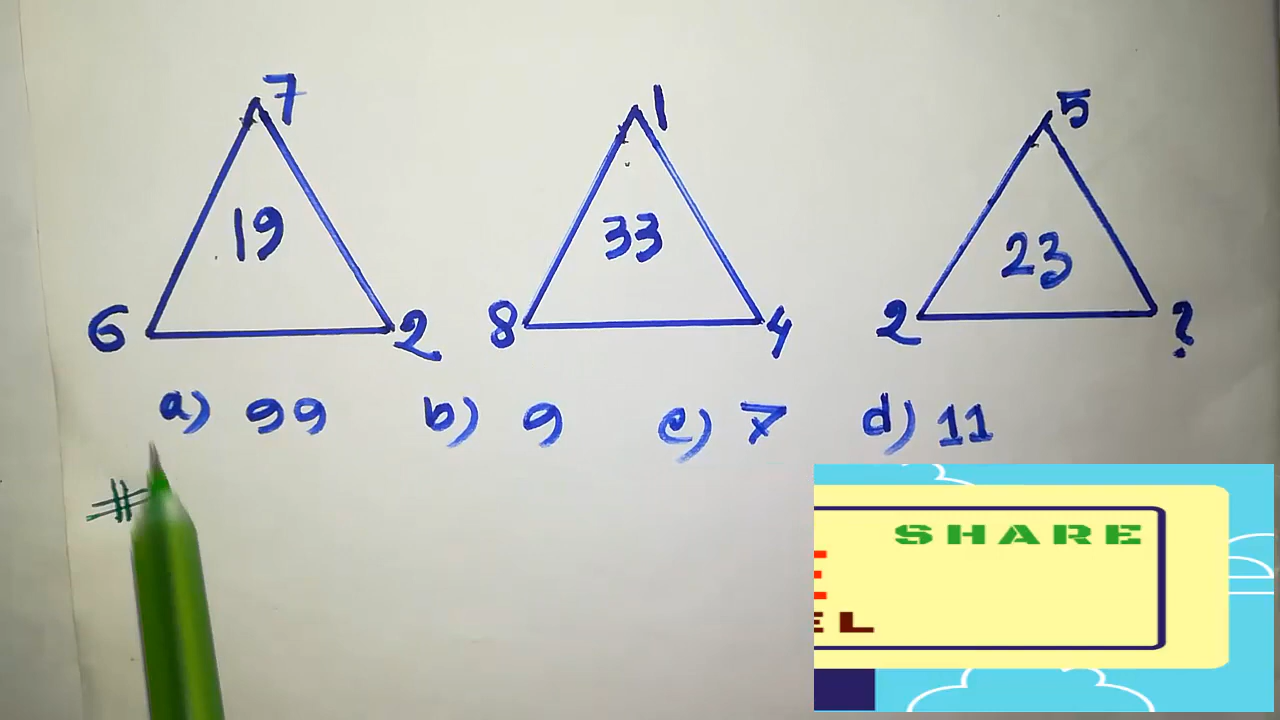 7 1 5
19 33 23
6 2 8 4 2 ?
a) 99 b) 9 c) 7 d) 11
#
SHARE
EL